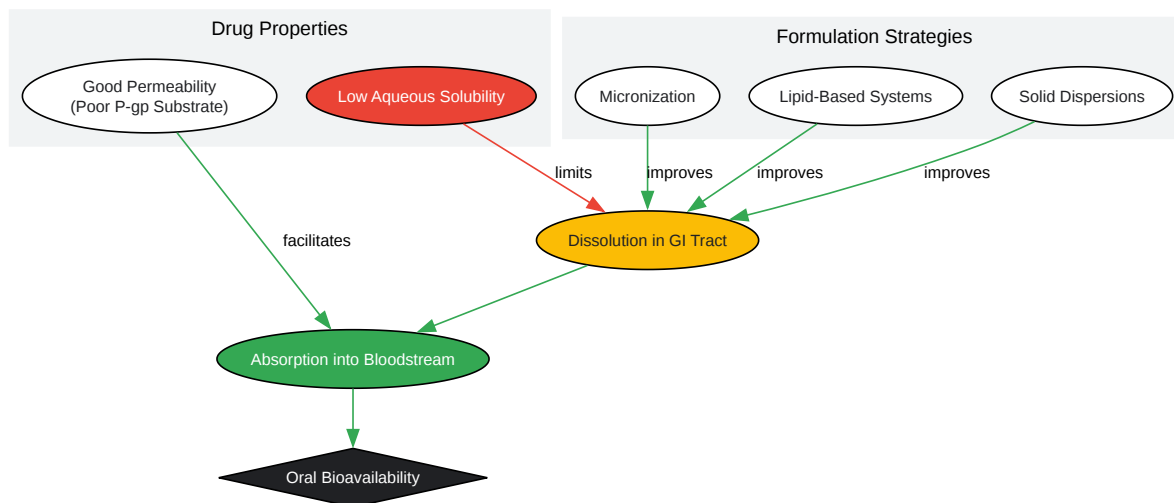 Drug Properties
Formulation Strategies
Good Permeability
(Poor P-gp Substrate)
Low Aqueous Solubility
Micronization
Lipid-Based Systems
Solid Dispersions
limits
improves
improves
improves
facilitates
Dissolution in GI Tract
Absorption into Bloodstream
Oral Bioavailability